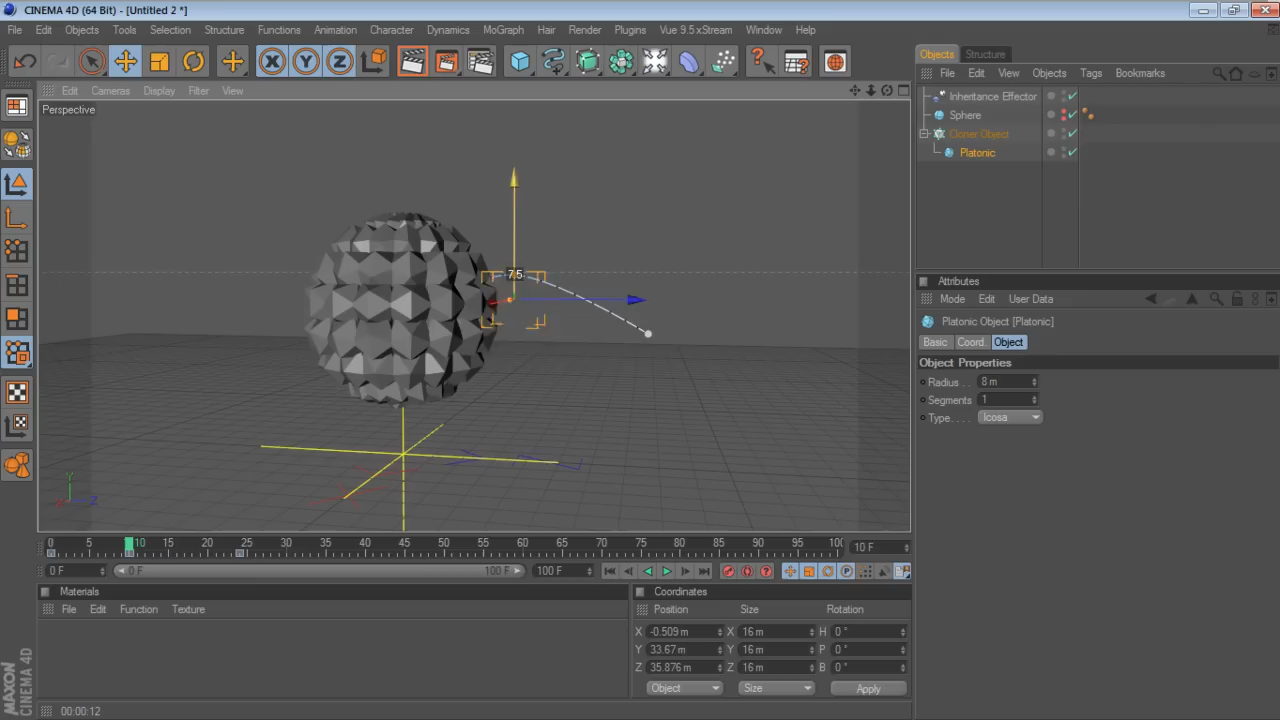 CINEMA 4D (64 Bit) - [Untitled 2 *]
File Edit Objects Tools Selection Structure Functions Animation Character Dynamics MoGraph Hair Render Plugins Vue 9.5 xStream Window Help
Objects Structure
File Edit View Objects Tags Bookmarks
Edit Cameras Display Filter View
Perspective
Inheritance Effector
Sphere
Cloner Object
Platonic
7.5
Attributes
Mode Edit User Data
Platonic Object [Platonic]
Basic Coord. Object
Object Properties
Radius . . 8 m
Segments 1
Type. . . . Icosa
Y
X Z
0 5 10 15 20 25 30 35 40 45 50 55 60 65 70 75 80 85 90 95 100
10 F
0 F 0 F 100 F 100 F
Materials
File Edit Function Texture
Coordinates
Position Size Rotation
X -0.509 m X 16 m H 0 °
Y 33.67 m Y 16 m P 0 °
Z 35.876 m Z 16 m B 0 °
Object Size Apply
MAXON
CINEMA 4D
00:00:12